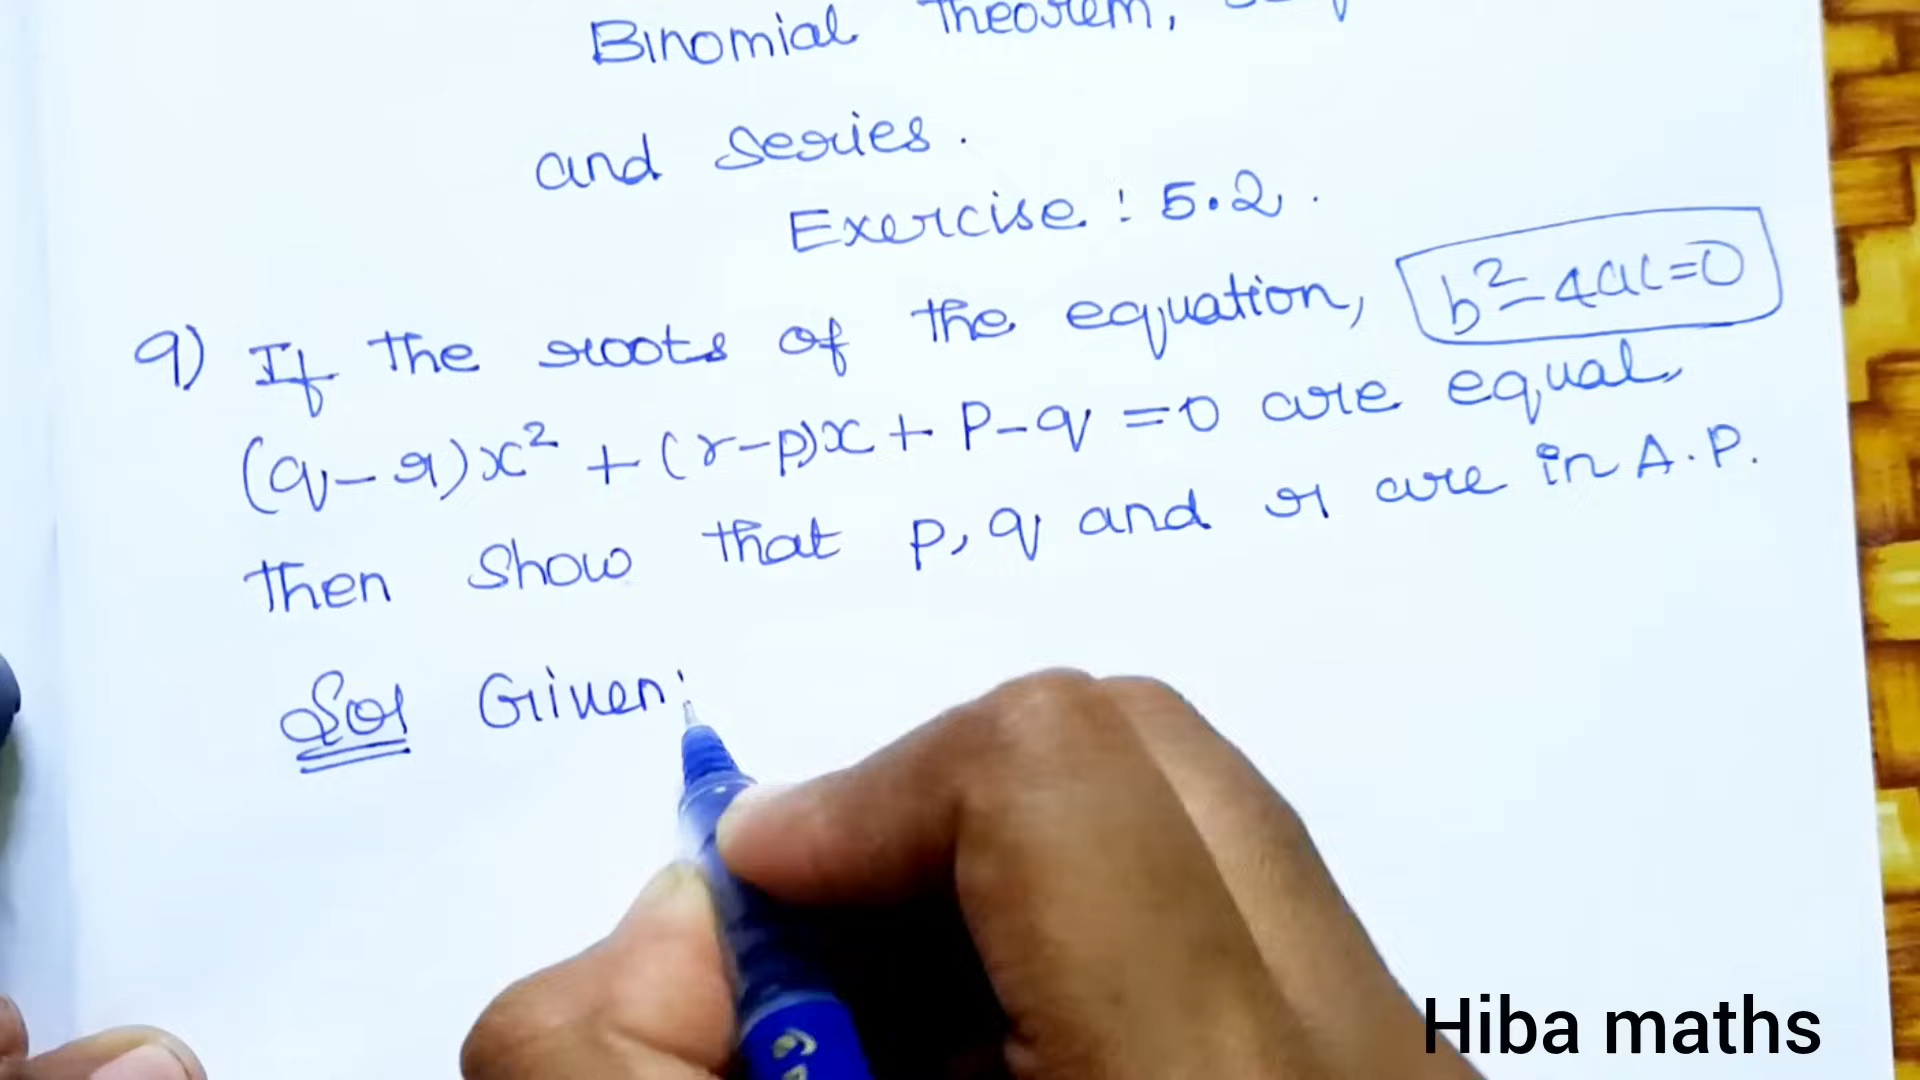 Binomial Theorem,
and Series.
Exercise : 5.2.
9) If the roots of the equation, b²-4ac=0
(q-r)x² + (r-p)x + p-q = 0 are equal,
then show that p, q and r are in A.P.
Sol Given:
Hiba maths